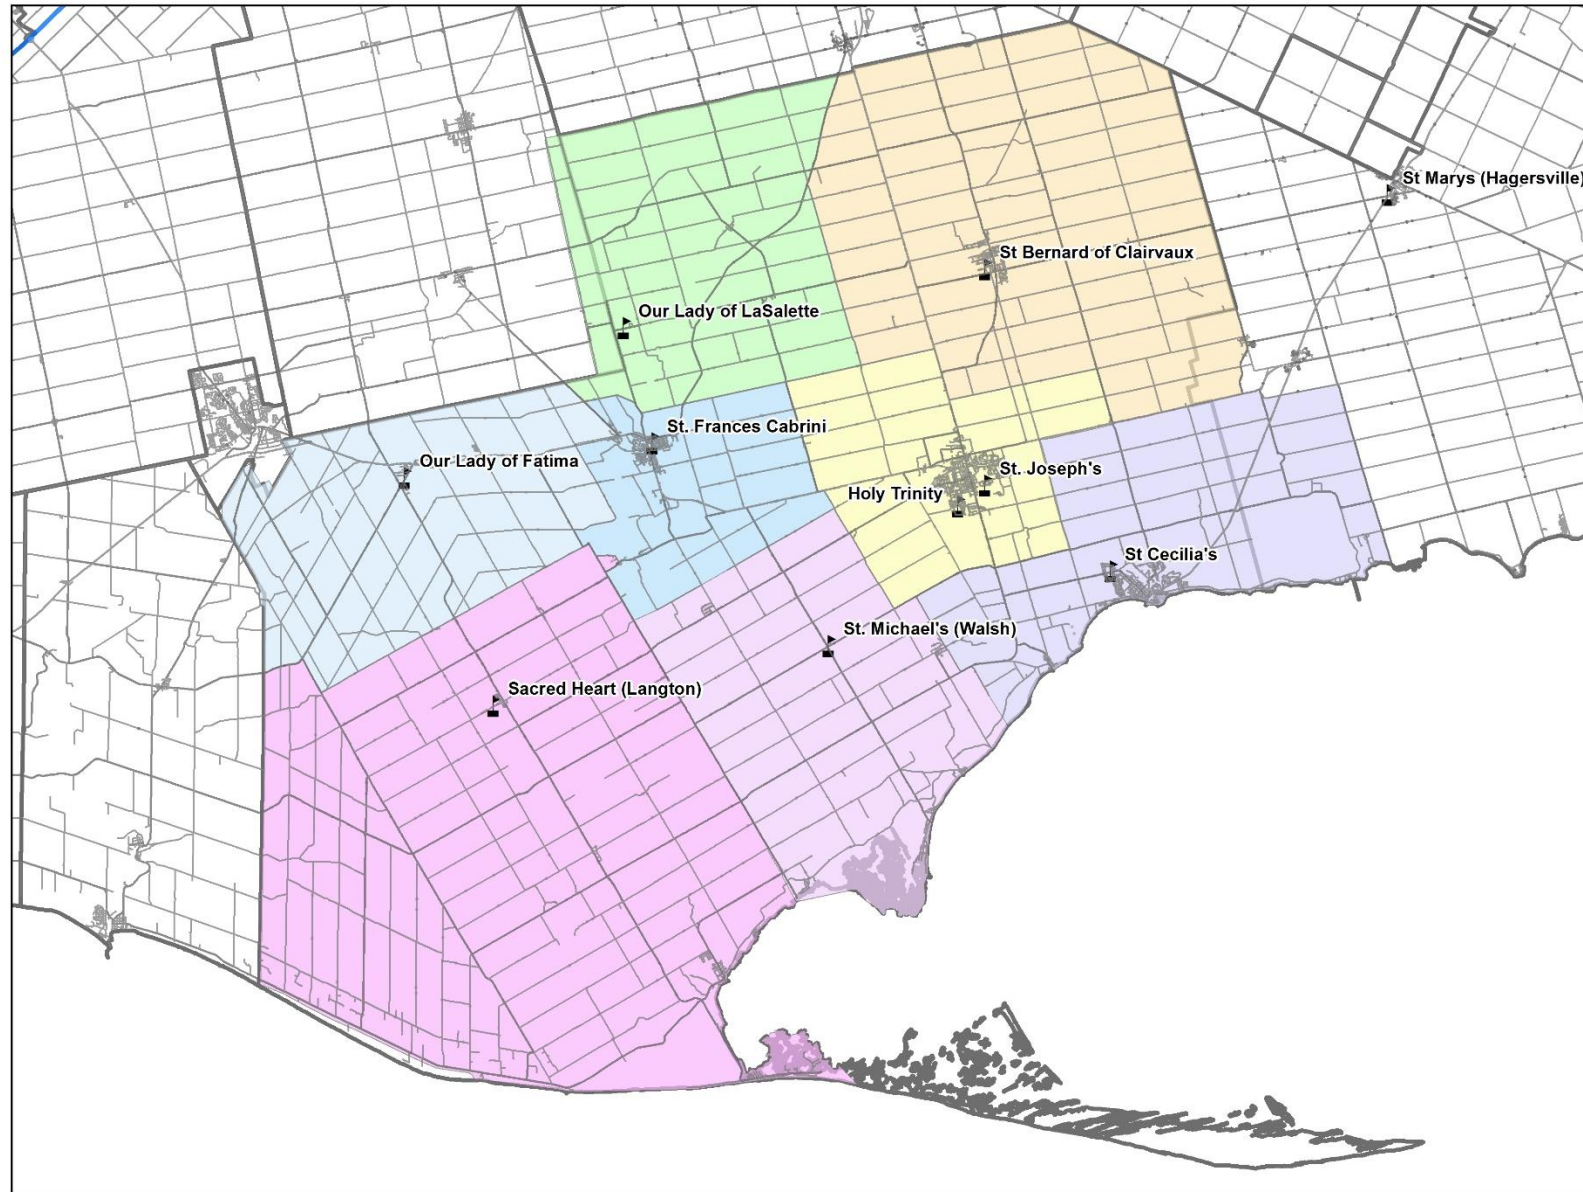 St Marys (Hagersville)
St Bernard of Clairvaux
Our Lady of LaSalette
St. Frances Cabrini
Our Lady of Fatima
St. Joseph's
Holy Trinity
St Cecilia's
St. Michael's (Walsh)
Sacred Heart (Langton)